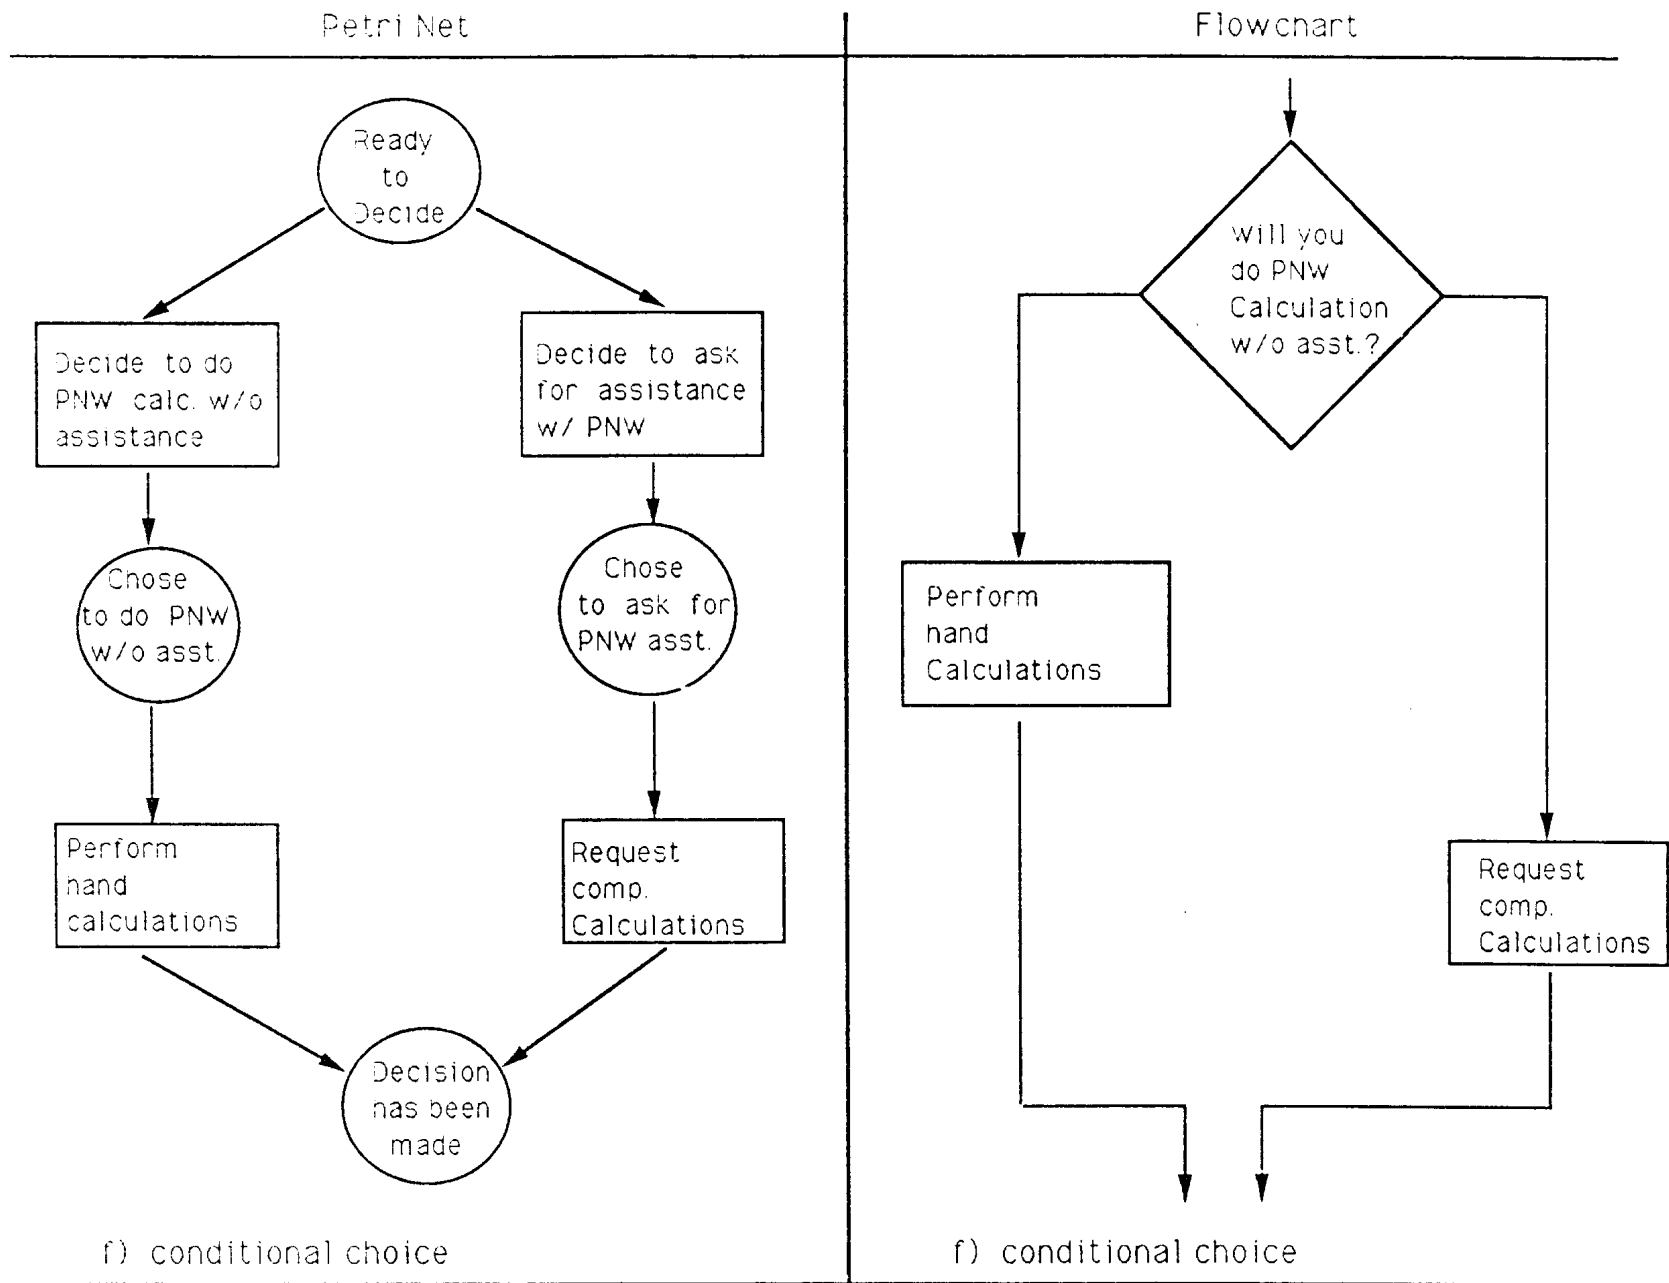 Petri Net
Ready
to
Decide
Decide to do
PNW calc. w/o
assistance
Decide to ask
for assistance
w/ PNW
Chose
to do PNW
w/o asst.
Chose
to ask for
PNW asst.
Perform
hand
calculations
Request
comp.
Calculations
Decision
has been
made
f) conditional choice
Flowchart
Will you
do PNW
Calculation
w/o asst.?
Perform
hand
Calculations
Request
comp.
Calculations
f) conditional choice